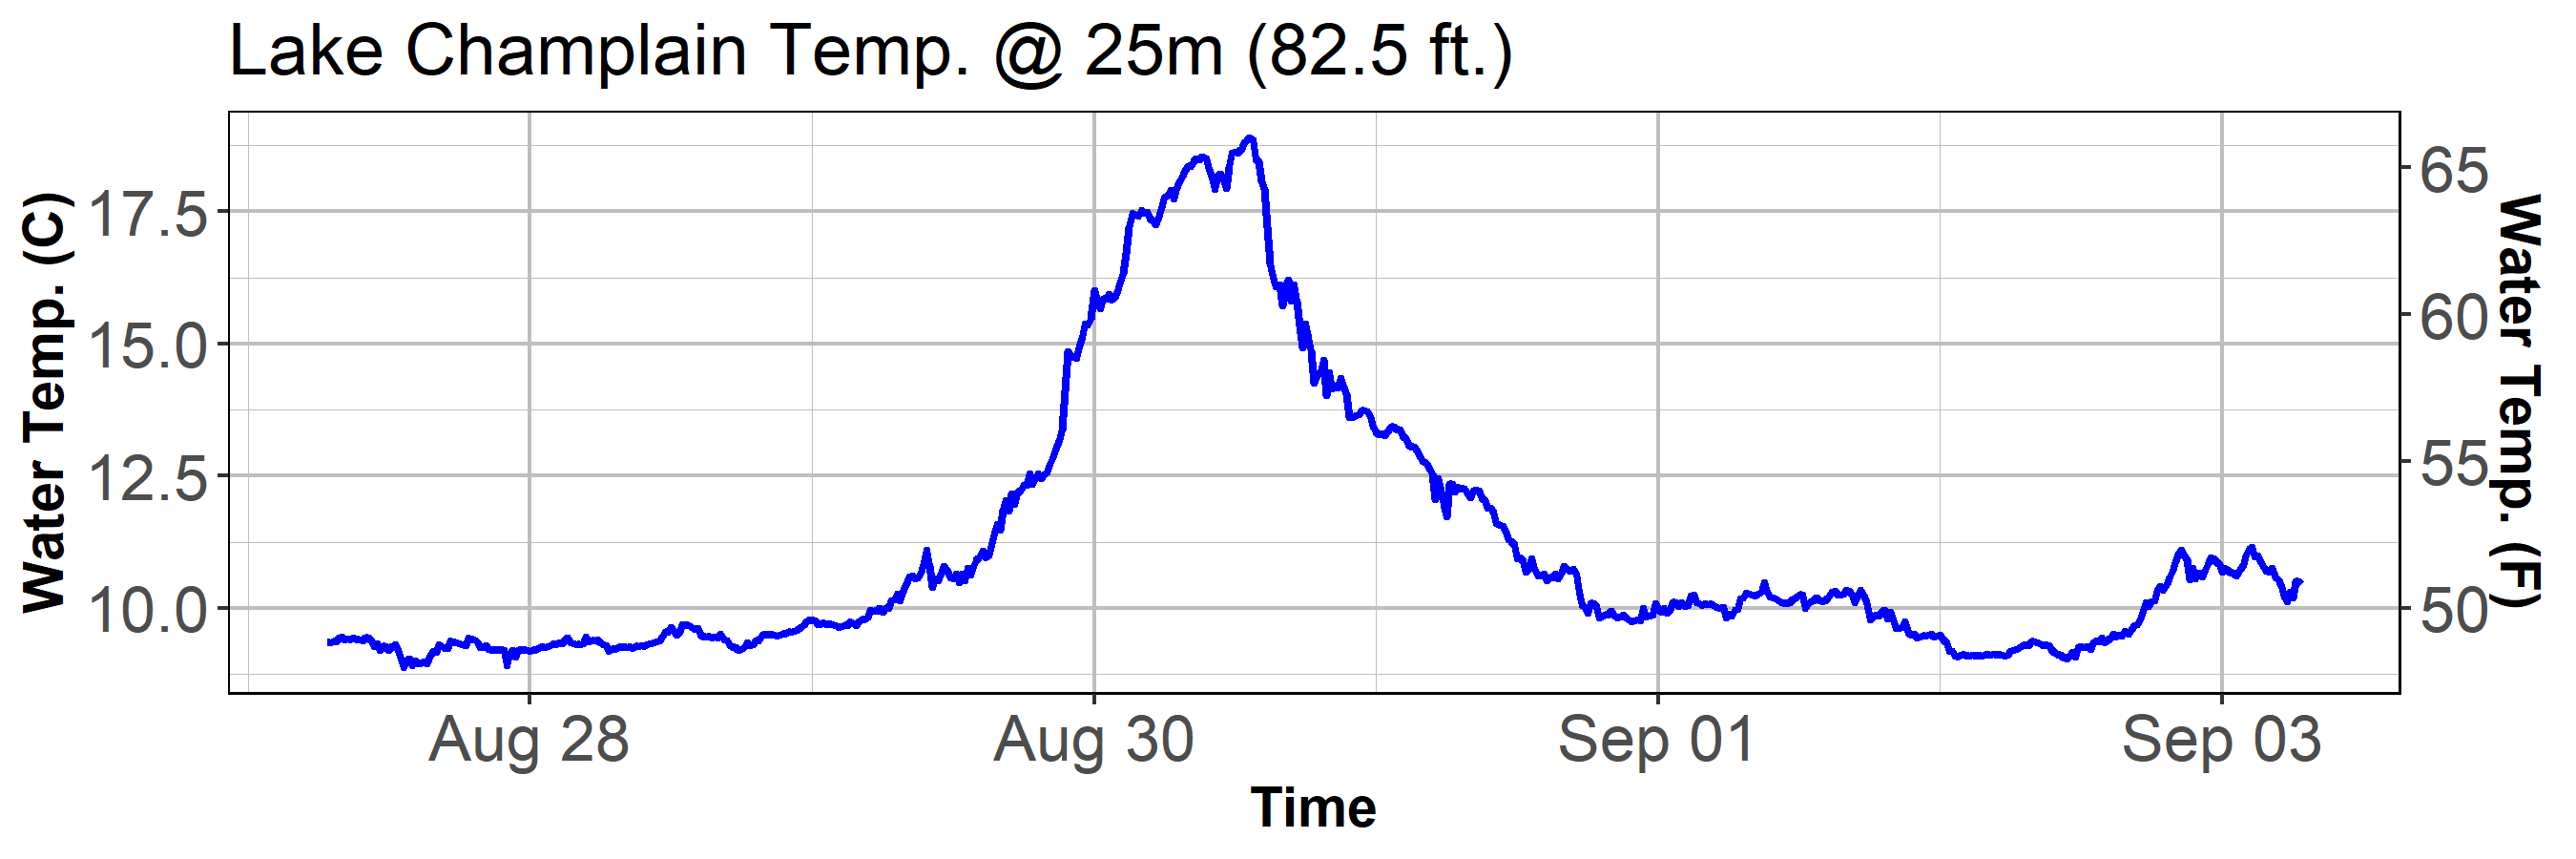 Lake Champlain Temp. @ 25m (82.5 ft.)
Water Temp. (C)
17.5
15.0
12.5
10.0
65
60
55
50
Water Temp. (F)
Aug 28
Aug 30
Sep 01
Sep 03
Time